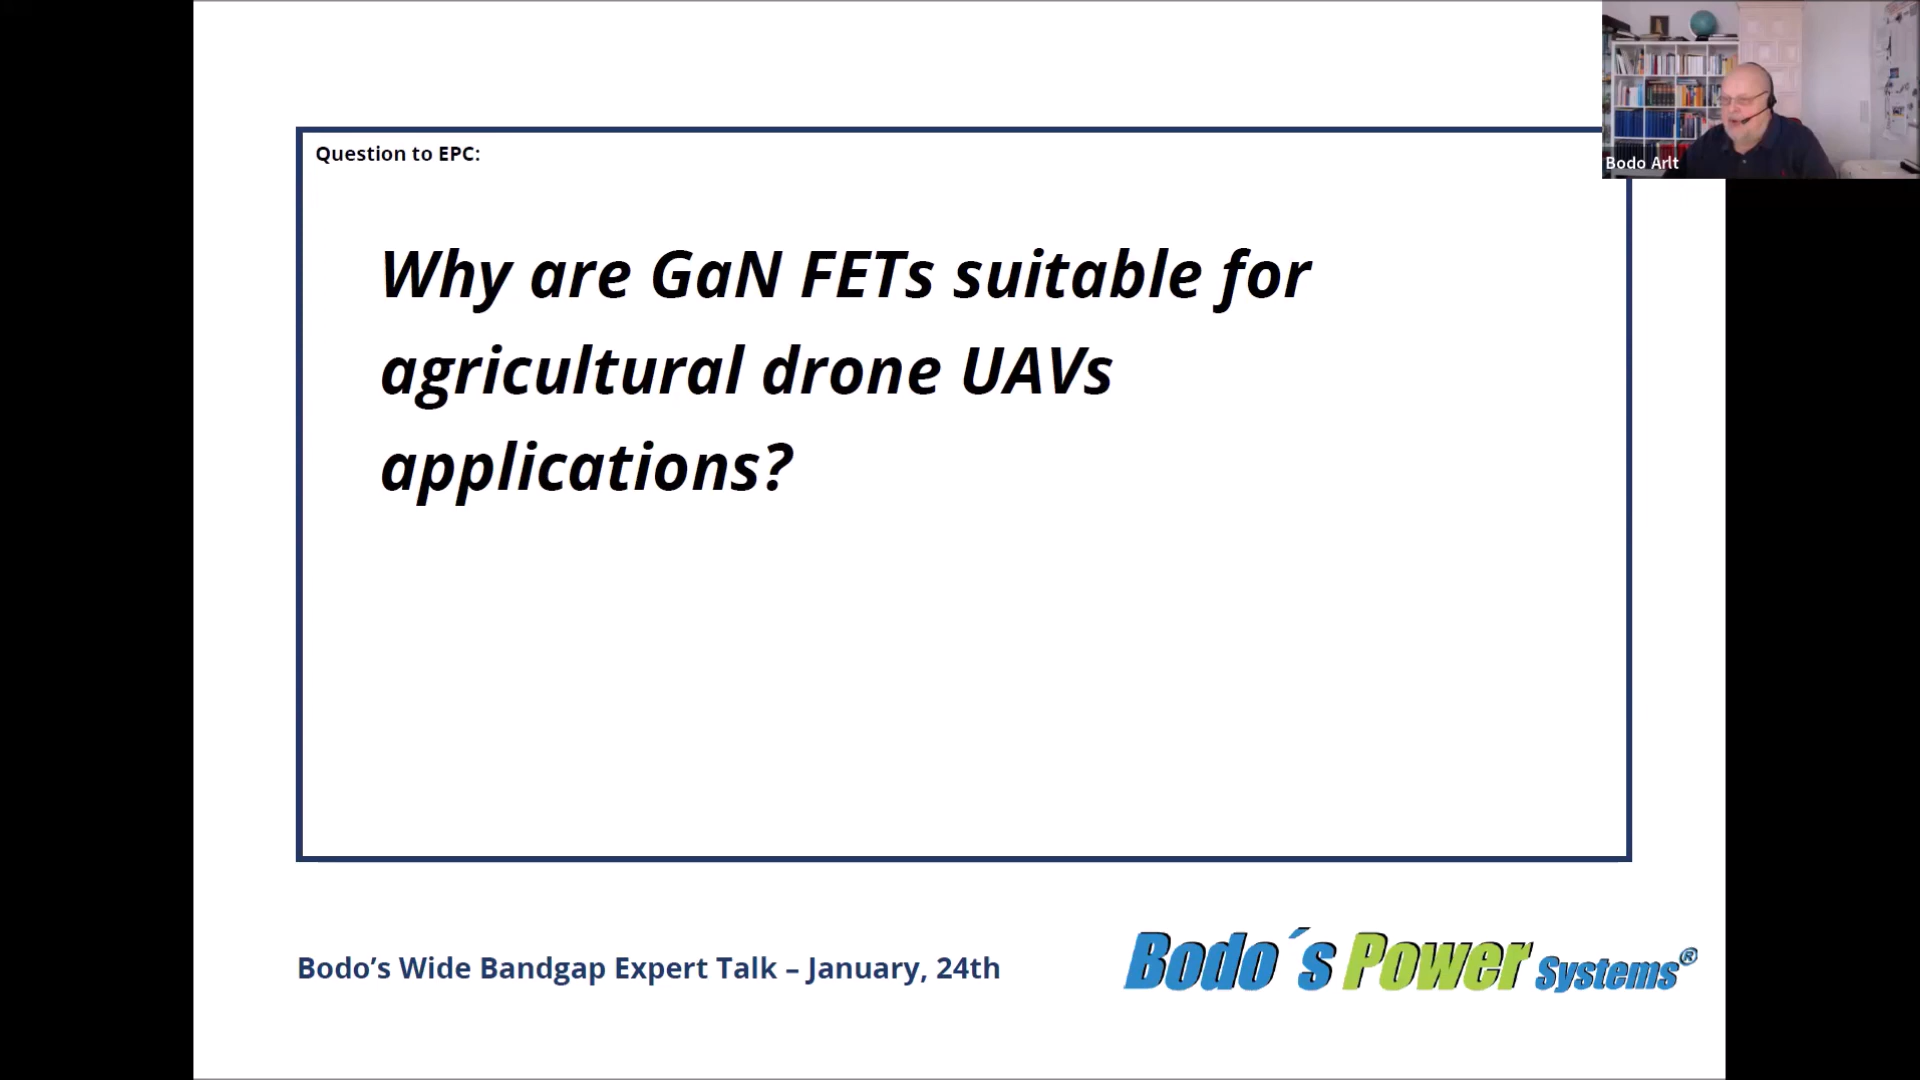 Question to EPC:
Why are GaN FETs suitable for
agricultural drone UAVs
applications?
Bodo Arlt
Bodo’s Wide Bandgap Expert Talk – January, 24th
Bodo´s Power Systems®